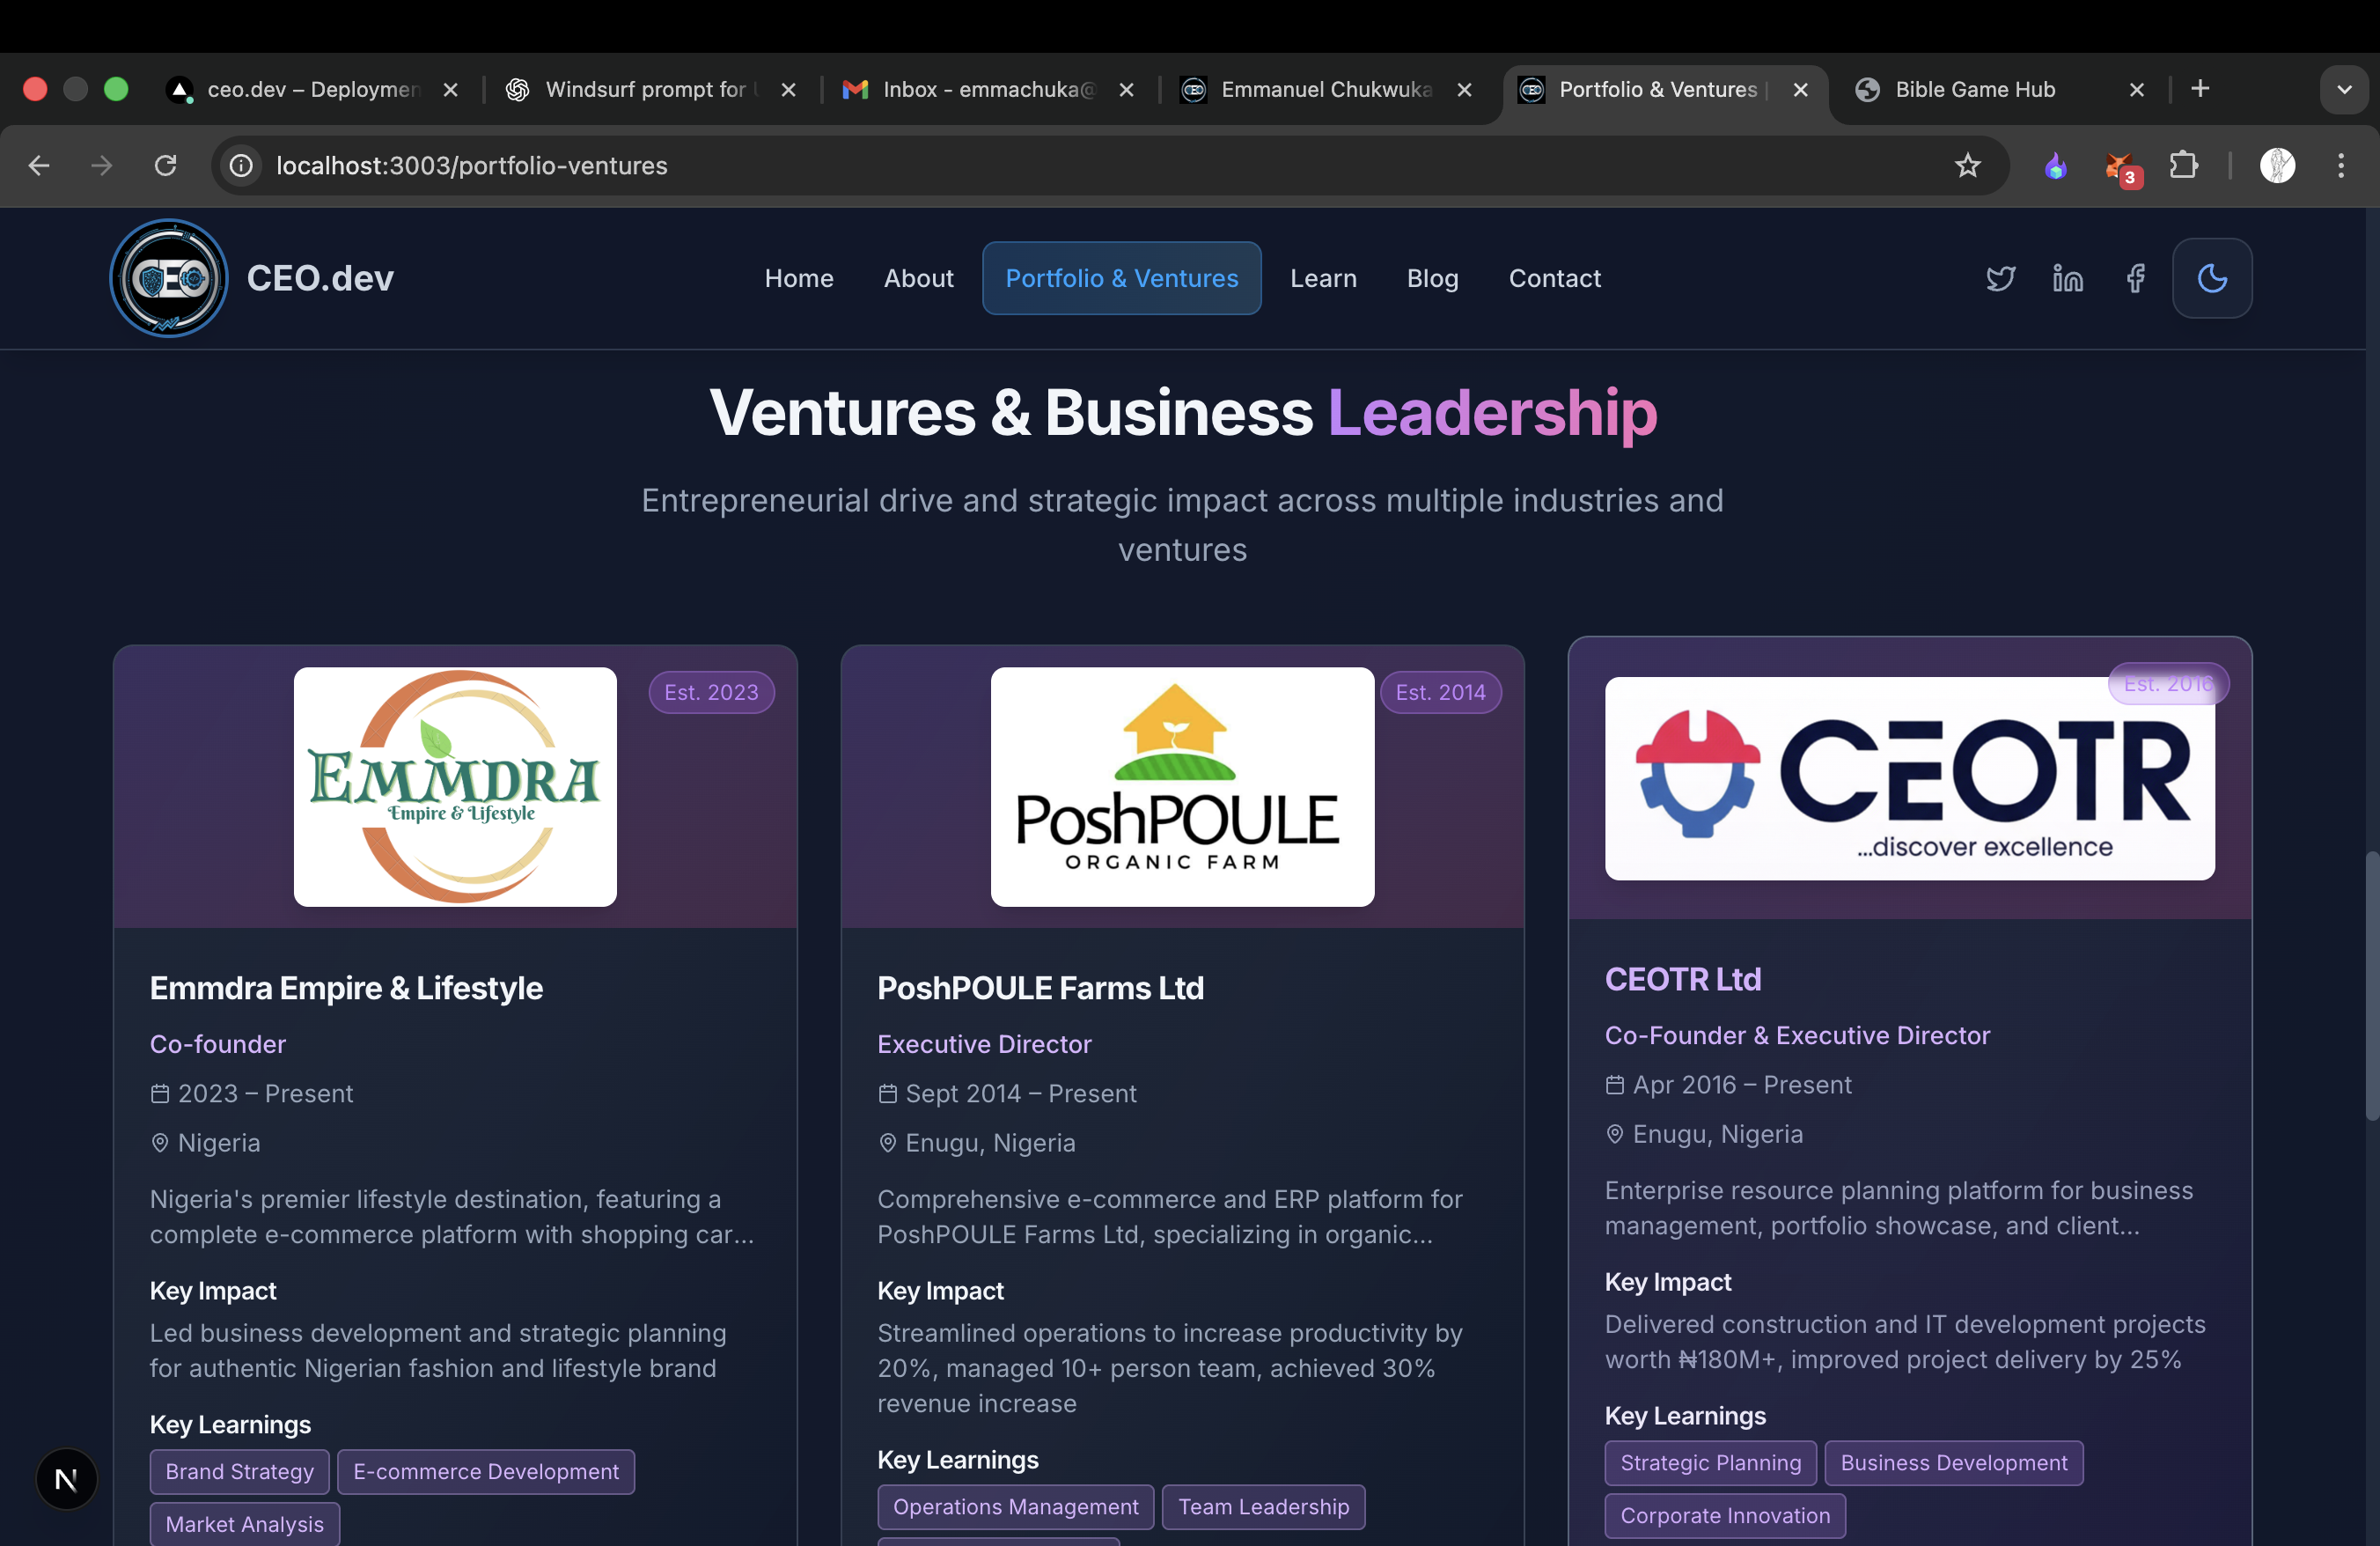 ceo.dev – Deploymen
Windsurf prompt for
Inbox - emmachuka@
Emmanuel Chukwuka
Portfolio & Ventures |
Bible Game Hub
localhost:3003/portfolio-ventures
3
CEO
CEO.dev
Home
About
Portfolio & Ventures
Learn
Blog
Contact
Ventures & Business Leadership
Entrepreneurial drive and strategic impact across multiple industries and
ventures
EMMDRA
Empire & Lifestyle
Est. 2023
Emmdra Empire & Lifestyle
Co-founder
2023 – Present
Nigeria
Nigeria's premier lifestyle destination, featuring a
complete e-commerce platform with shopping car...
Key Impact
Led business development and strategic planning
for authentic Nigerian fashion and lifestyle brand
Key Learnings
Brand Strategy
E-commerce Development
Market Analysis
PoshPOULE
ORGANIC FARM
Est. 2014
PoshPOULE Farms Ltd
Executive Director
Sept 2014 – Present
Enugu, Nigeria
Comprehensive e-commerce and ERP platform for
PoshPOULE Farms Ltd, specializing in organic...
Key Impact
Streamlined operations to increase productivity by
20%, managed 10+ person team, achieved 30%
revenue increase
Key Learnings
Operations Management
Team Leadership
Est. 2016
CEOTR
...discover excellence
CEOTR Ltd
Co-Founder & Executive Director
Apr 2016 – Present
Enugu, Nigeria
Enterprise resource planning platform for business
management, portfolio showcase, and client...
Key Impact
Delivered construction and IT development projects
worth ₦180M+, improved project delivery by 25%
Key Learnings
Strategic Planning
Business Development
Corporate Innovation
N